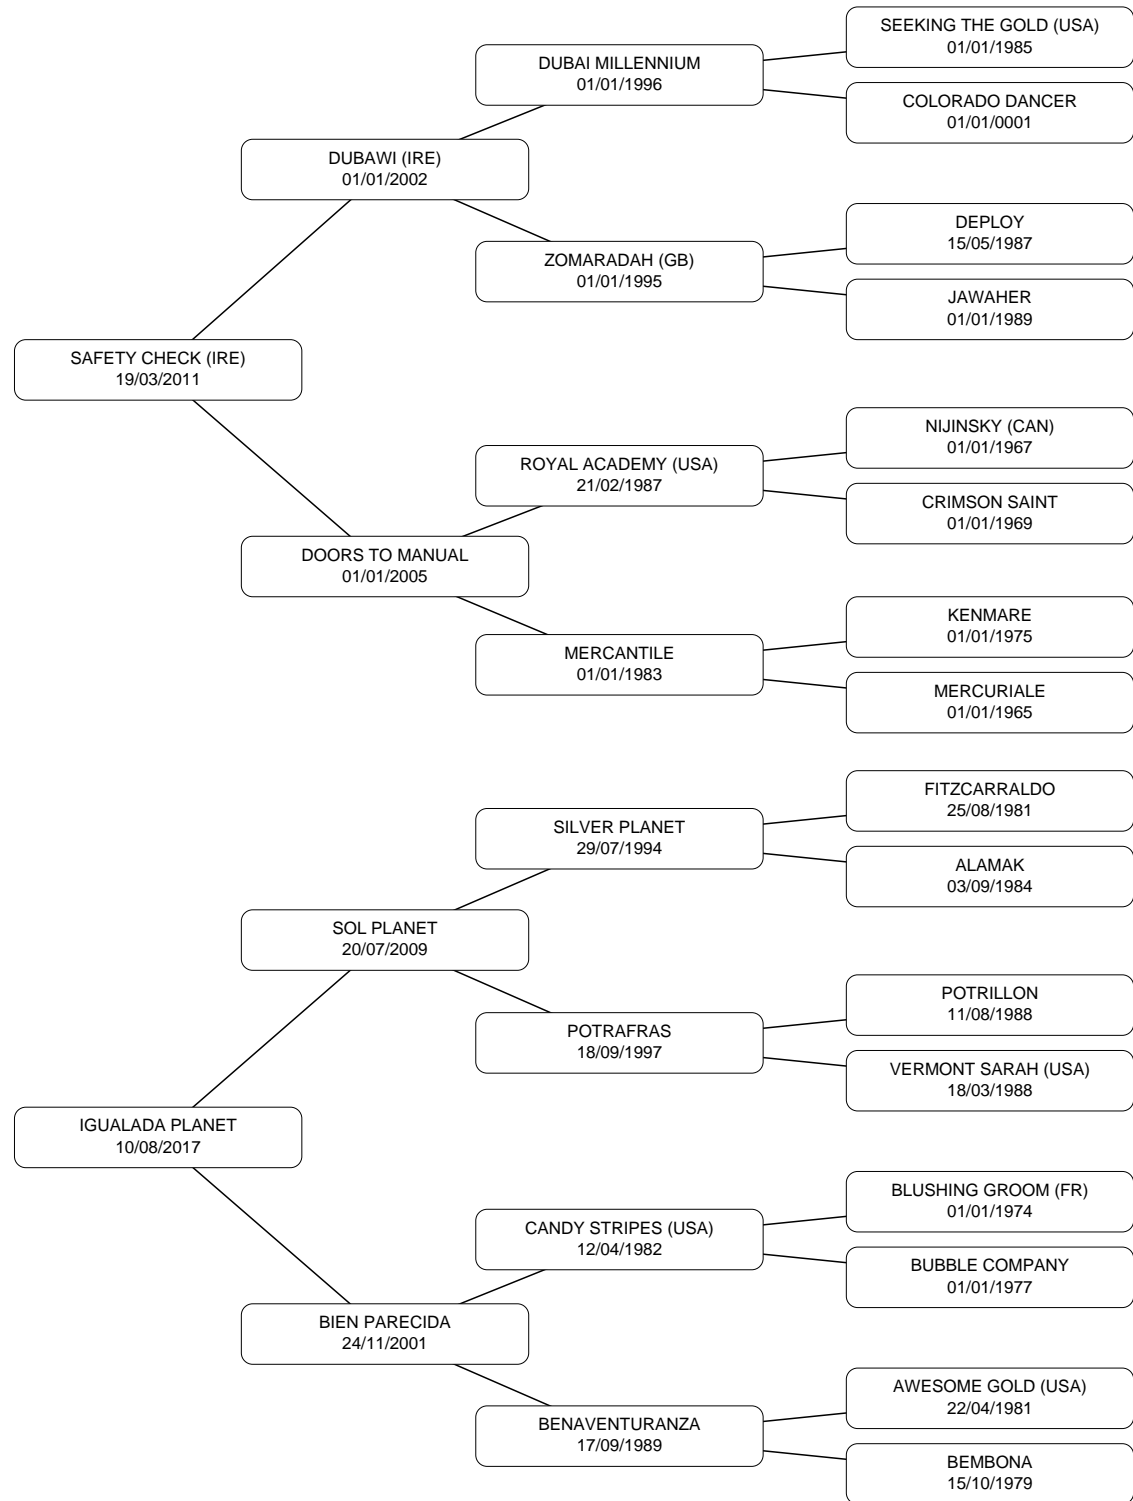 SEEKING THE GOLD (USA)
01/01/1985
DUBAI MILLENNIUM
01/01/1996
COLORADO DANCER
01/01/0001
DUBAWI (IRE)
01/01/2002
DEPLOY
15/05/1987
ZOMARADAH (GB)
01/01/1995
JAWAHER
01/01/1989
SAFETY CHECK (IRE)
19/03/2011
NIJINSKY (CAN)
01/01/1967
ROYAL ACADEMY (USA)
21/02/1987
CRIMSON SAINT
01/01/1969
DOORS TO MANUAL
01/01/2005
KENMARE
01/01/1975
MERCANTILE
01/01/1983
MERCURIALE
01/01/1965
FITZCARRALDO
25/08/1981
SILVER PLANET
29/07/1994
ALAMAK
03/09/1984
SOL PLANET
20/07/2009
POTRILLON
11/08/1988
POTRAFRAS
18/09/1997
VERMONT SARAH (USA)
18/03/1988
IGUALADA PLANET
10/08/2017
BLUSHING GROOM (FR)
01/01/1974
CANDY STRIPES (USA)
12/04/1982
BUBBLE COMPANY
01/01/1977
BIEN PARECIDA
24/11/2001
AWESOME GOLD (USA)
22/04/1981
BENAVENTURANZA
17/09/1989
BEMBONA
15/10/1979